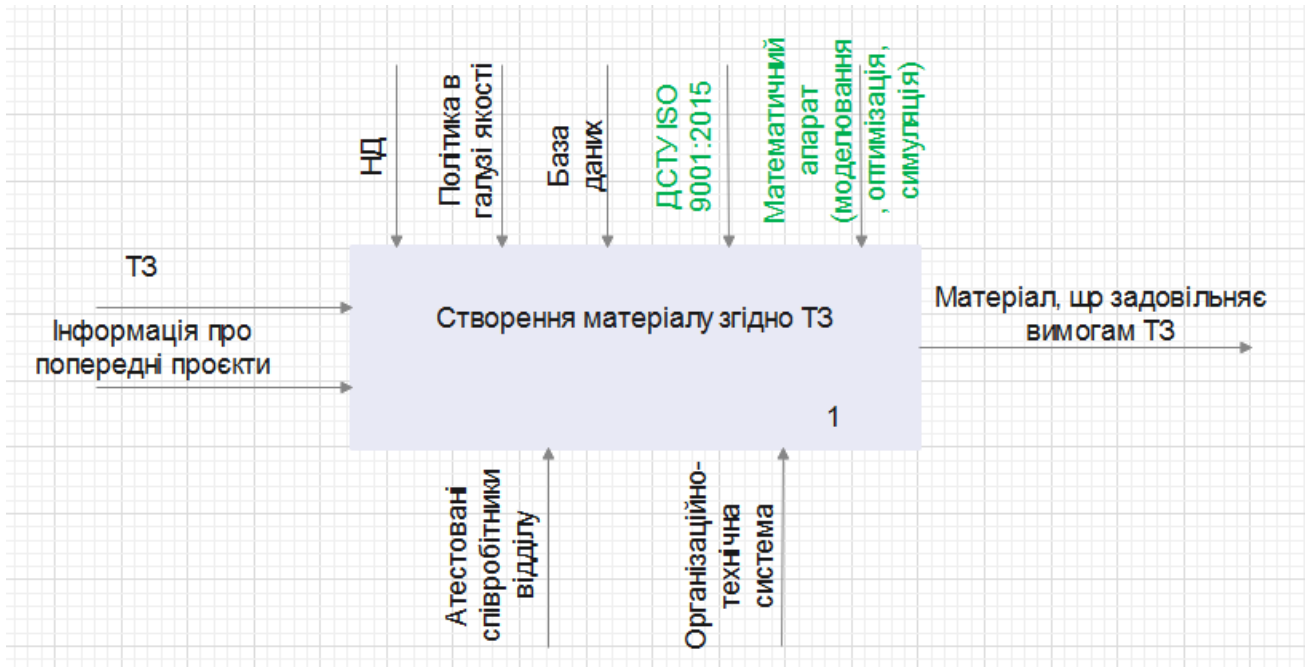 НД
Політика в
галузі якості
База
даних
ДСТУ ISO
9001:2015
Математичний
апарат
(моделювання
, оптимізація,
симуляція)
ТЗ
Інформація про
попередні проєкти
Створення матеріалу згідно ТЗ
1
Матеріал, що задовільняє
вимогам ТЗ
Атестовані
співробітники
відділу
Організаційно-
технічна
система